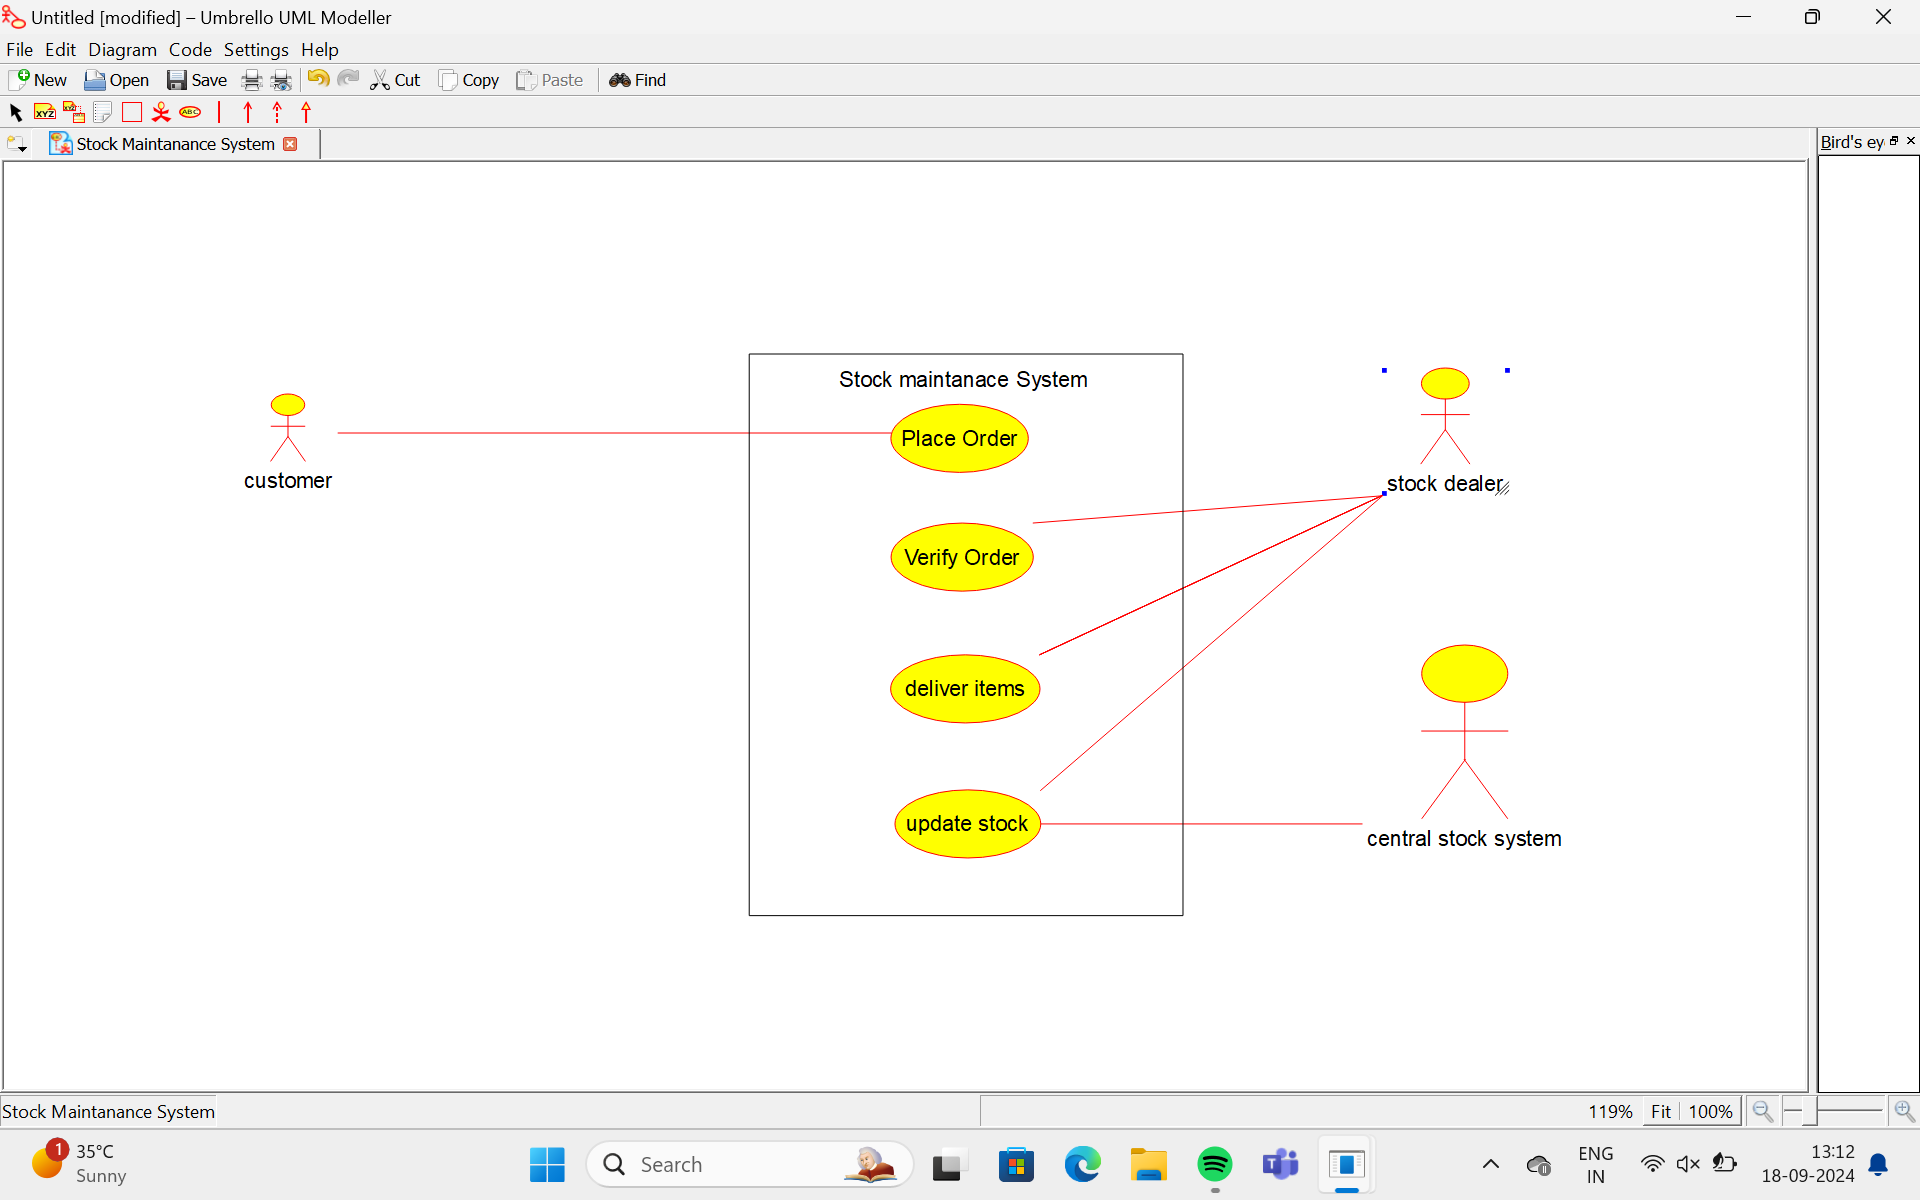 Untitled [modified] – Umbrello UML Modeller
File Edit Diagram Code Settings Help
New Open Save Cut Copy Paste Find
XYZ XYZ ABC
Stock Maintanance System
Bird's ey
Stock maintanace System
Place Order
customer
stock dealer
Verify Order
deliver items
update stock
central stock system
Stock Maintanance System
119% Fit 100%
1
35°C
Sunny
Search
ENG
IN
13:12
18-09-2024